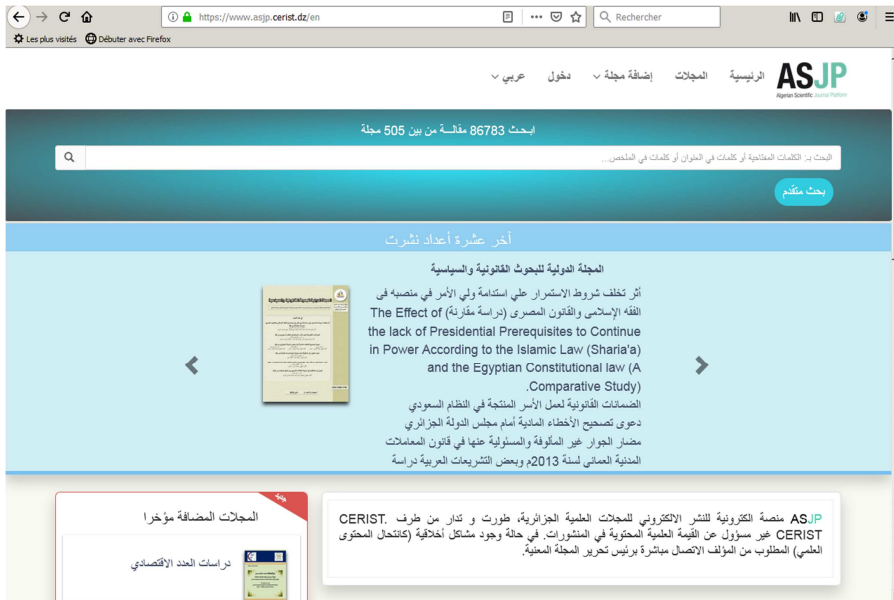 https://www.asjp.cerist.dz/en
Rechercher
Les plus visités
Débuter avec Firefox
ASJP
Algerian Scientific Journal Platform
الرئيسية
المجلات
إضافة مجلة
دخول
عربي
ابحث 86783 مقالة من بين 505 مجلة
البحث بـ: الكلمات المفتاحية أو كلمات في العنوان أو كلمات في الملخص...
بحث متقدم
آخر عشرة أعداد نشرت
المجلة الدولية للبحوث القانونية والسياسية
أثر تخلف شروط الاستمرار علي استدامة ولي الأمر في منصبه فى
الفقه الإسلامى والقانون المصرى (دراسة مقارنة) The Effect of
the lack of Presidential Prerequisites to Continue
in Power According to the Islamic Law (Sharia'a)
and the Egyptian Constitutional law (A
Comparative Study).
الضمانات القانونية لعمل الأسر المنتجة في النظام السعودي
دعوى تصحيح الأخطاء المادية أمام مجلس الدولة الجزائري
مضار الجوار غير المألوفة والمسئولية عنها في قانون المعاملات
المدنية العمانى لسنة 2013م وبعض التشريعات العربية دراسة
ASJP منصة الكترونية للنشر الالكتروني للمجلات العلمية الجزائرية، طورت و تدار من طرف CERIST.
CERIST غير مسؤول عن القيمة العلمية المحتوية في المنشورات. في حالة وجود مشاكل أخلاقية (كانتحال المحتوى
العلمي) المطلوب من المؤلف الاتصال مباشرة برئيس تحرير المجلة المعنية.
جديد
المجلات المضافة مؤخرا
دراسات العدد الاقتصادي